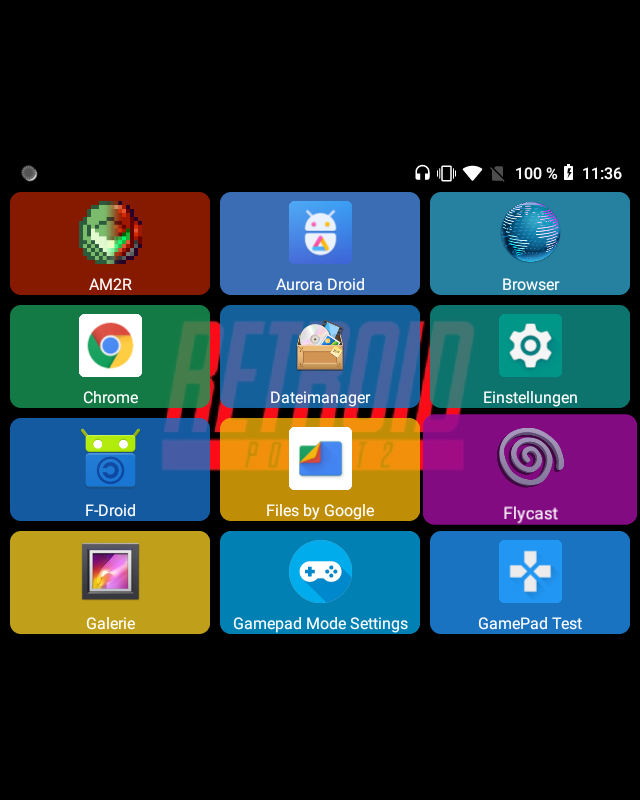 100 % 11:36
AM2R
Aurora Droid
Browser
RETROID
POCKET 2
Chrome
Dateimanager
Einstellungen
F-Droid
Files by Google
Flycast
Galerie
Gamepad Mode Settings
GamePad Test